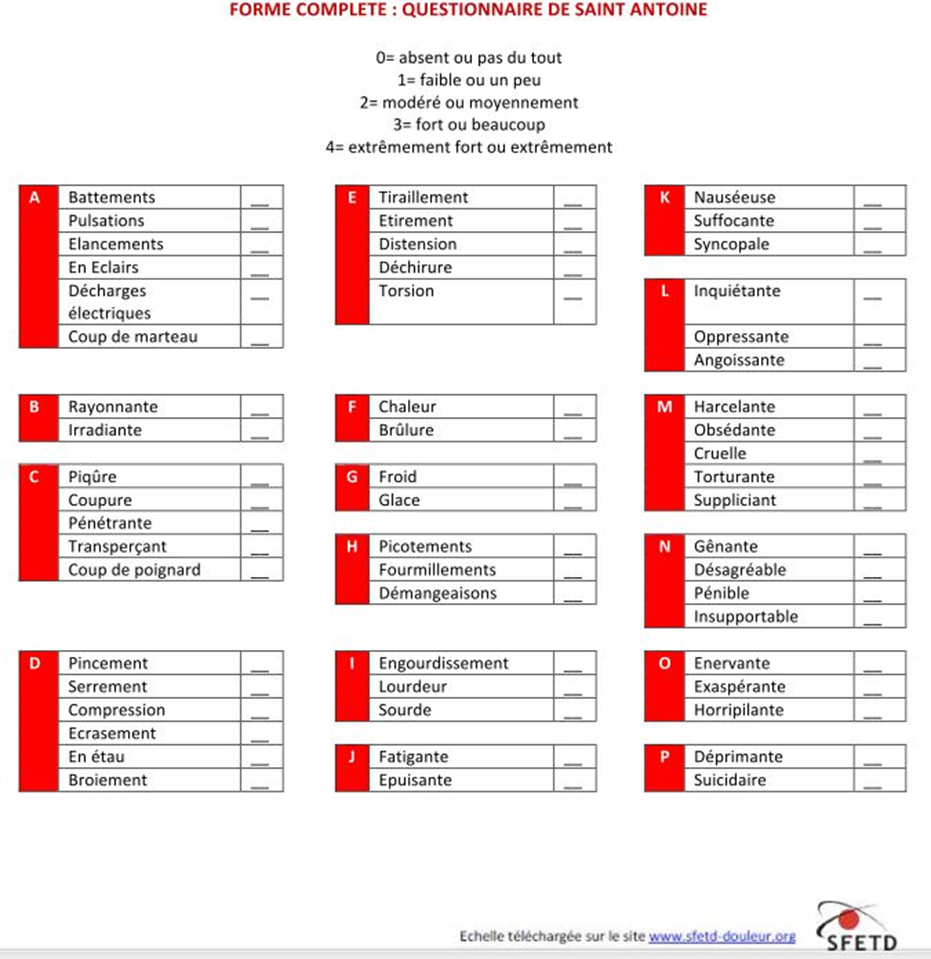 FORME COMPLETE : QUESTIONNAIRE DE SAINT ANTOINE
0= absent ou pas du tout
1= faible ou un peu
2= modéré ou moyennement
3= fort ou beaucoup
4= extrêmement fort ou extrêmement
A
Battements __
Pulsations __
Elancements __
En Eclairs __
Décharges __
électriques
Coup de marteau __
B
Rayonnante __
Irradiante __
C
Piqûre __
Coupure __
Pénétrante __
Transperçant __
Coup de poignard __
D
Pincement __
Serrement __
Compression __
Ecrasement __
En étau __
Broiement __
E
Tiraillement __
Etirement __
Distension __
Déchirure __
Torsion __
F
Chaleur __
Brûlure __
G
Froid __
Glace __
H
Picotements __
Fourmillements __
Démangeaisons __
I
Engourdissement __
Lourdeur __
Sourde __
J
Fatigante __
Epuisante __
K
Nauséeuse __
Suffocante __
Syncopale __
L
Inquiétante __
Oppressante __
Angoissante __
M
Harcelante __
Obsédante __
Cruelle __
Torturante __
Suppliciant __
N
Gênante __
Désagréable __
Pénible __
Insupportable __
O
Enervante __
Exaspérante __
Horripilante __
P
Déprimante __
Suicidaire __
Echelle téléchargée sur le site www.sfetd-douleur.org
SFETD